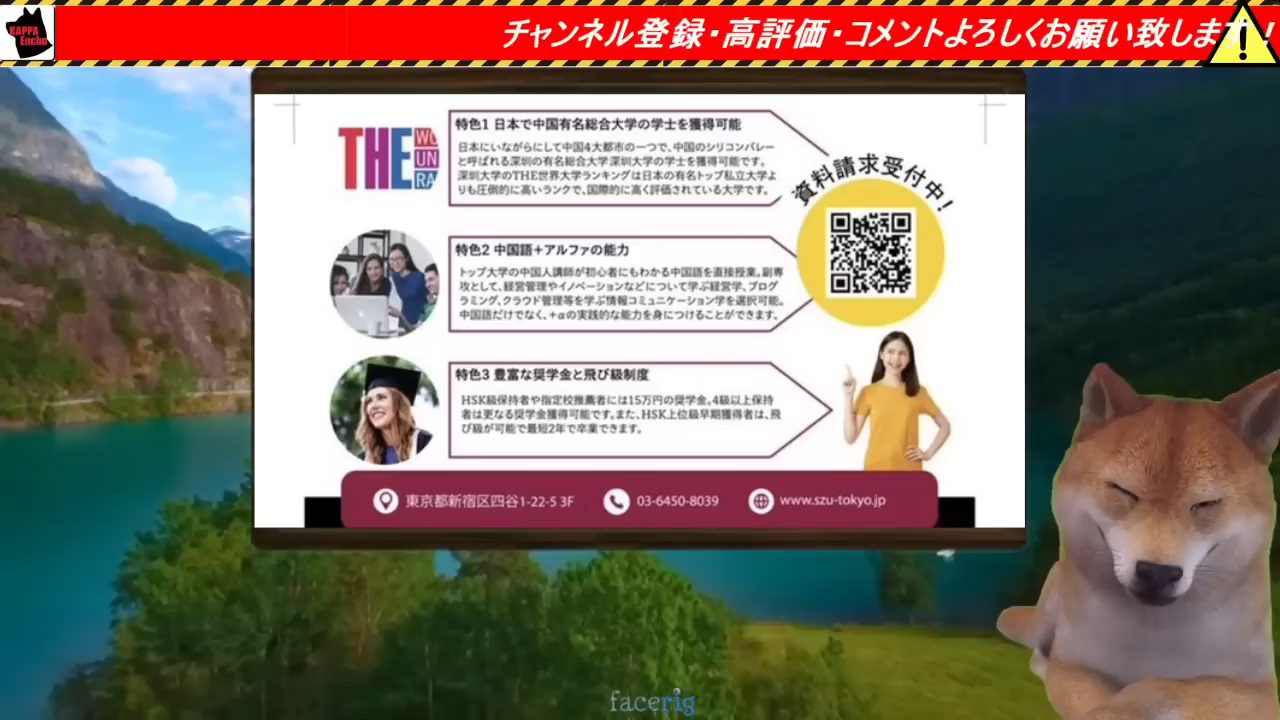 KAPPA
Encho
チャンネル登録・高評価・コメントよろしくお願い致します!
THE
WO
UN
RA
特色1 日本で中国有名総合大学の学士を獲得可能
日本にいながらにして中国4大都市の一つで、中国のシリコンバレー
と呼ばれる深圳の有名総合大学深圳大学の学士を獲得可能です。
深圳大学のTHE世界大学ランキングは日本の有名トップ私立大学よ
りも圧倒的に高いランクで、国際的に高く評価されている大学です。
資料請求受付中!
特色2 中国語+アルファの能力
トップ大学の中国人講師が初心者にもわかる中国語を直接授業。副専
攻として、経営管理やイノベーションなどについて学ぶ経営学、プログ
ラミング、クラウド管理等を学ぶ情報コミュニケーション学を選択可能。
中国語だけでなく、+αの実践的な能力を身につけることができます。
特色3 豊富な奨学金と飛び級制度
HSK級保持者や指定校推薦者には15万円の奨学金。4級以上保持
者は更なる奨学金獲得可能です。また、HSK上位級早期獲得者は、飛
び級が可能で最短2年で卒業できます。
東京都新宿区四谷1-22-5 3F
03-6450-8039
www.szu-tokyo.jp
facerig